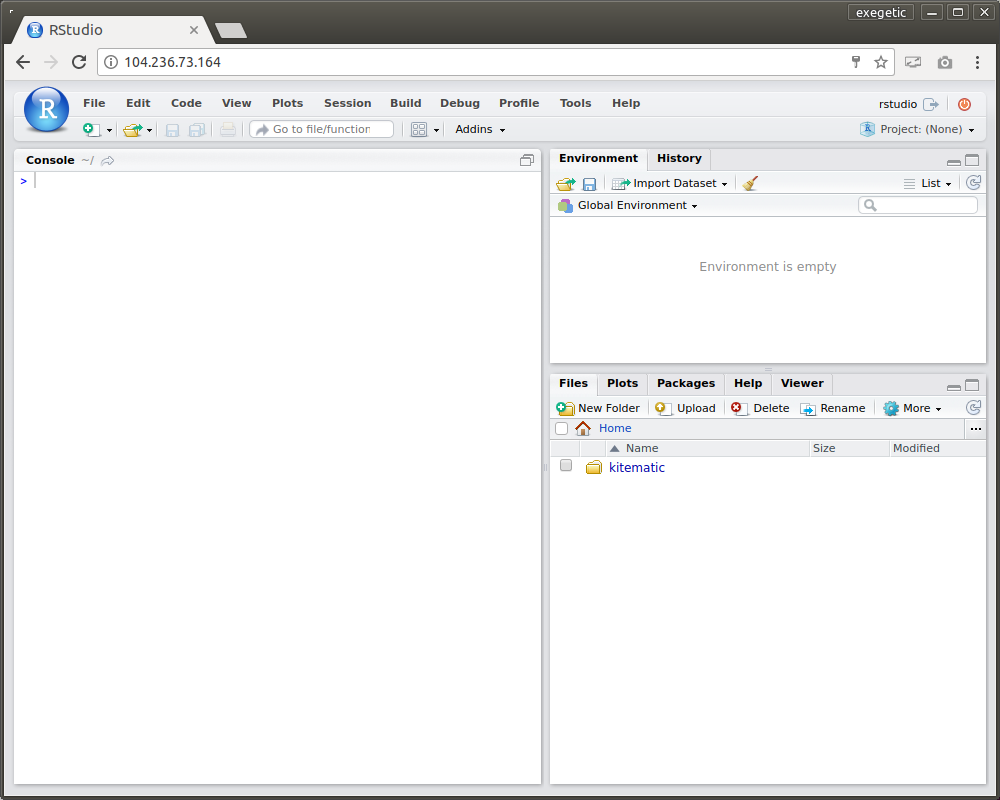 exegetic
R RStudio
104.236.73.164
R
File Edit Code View Plots Session Build Debug Profile Tools Help
rstudio
Go to file/function
Addins
R Project: (None)
Console ~/
>
Environment History
Import Dataset
List
Global Environment
Environment is empty
Files Plots Packages Help Viewer
New Folder Upload Delete Rename More
Home
...
Name Size Modified
kitematic